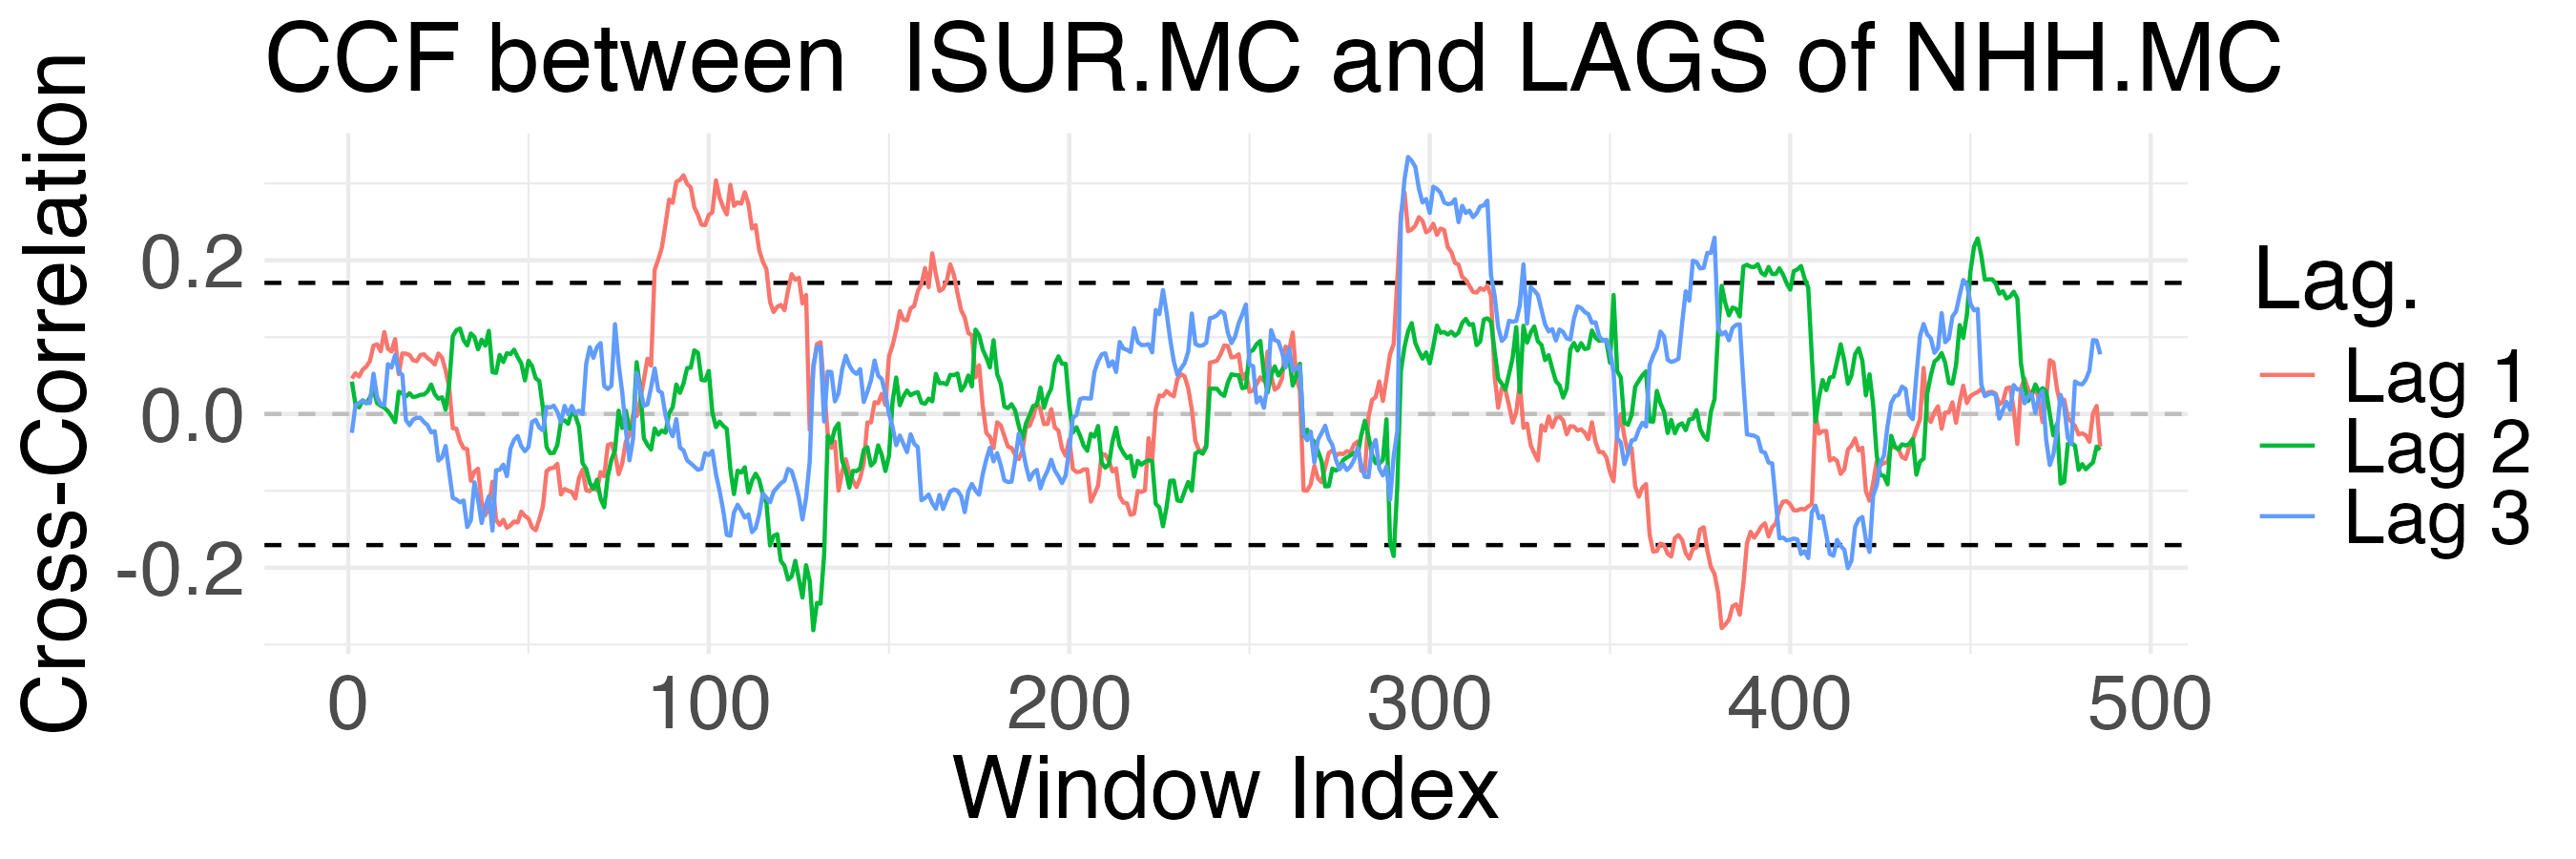 CCF between  ISUR.MC and LAGS of NHH.MC
Cross-Correlation
0.2
0.0
-0.2
0 100 200 300 400 500
Window Index
Lag.
Lag 1
Lag 2
Lag 3